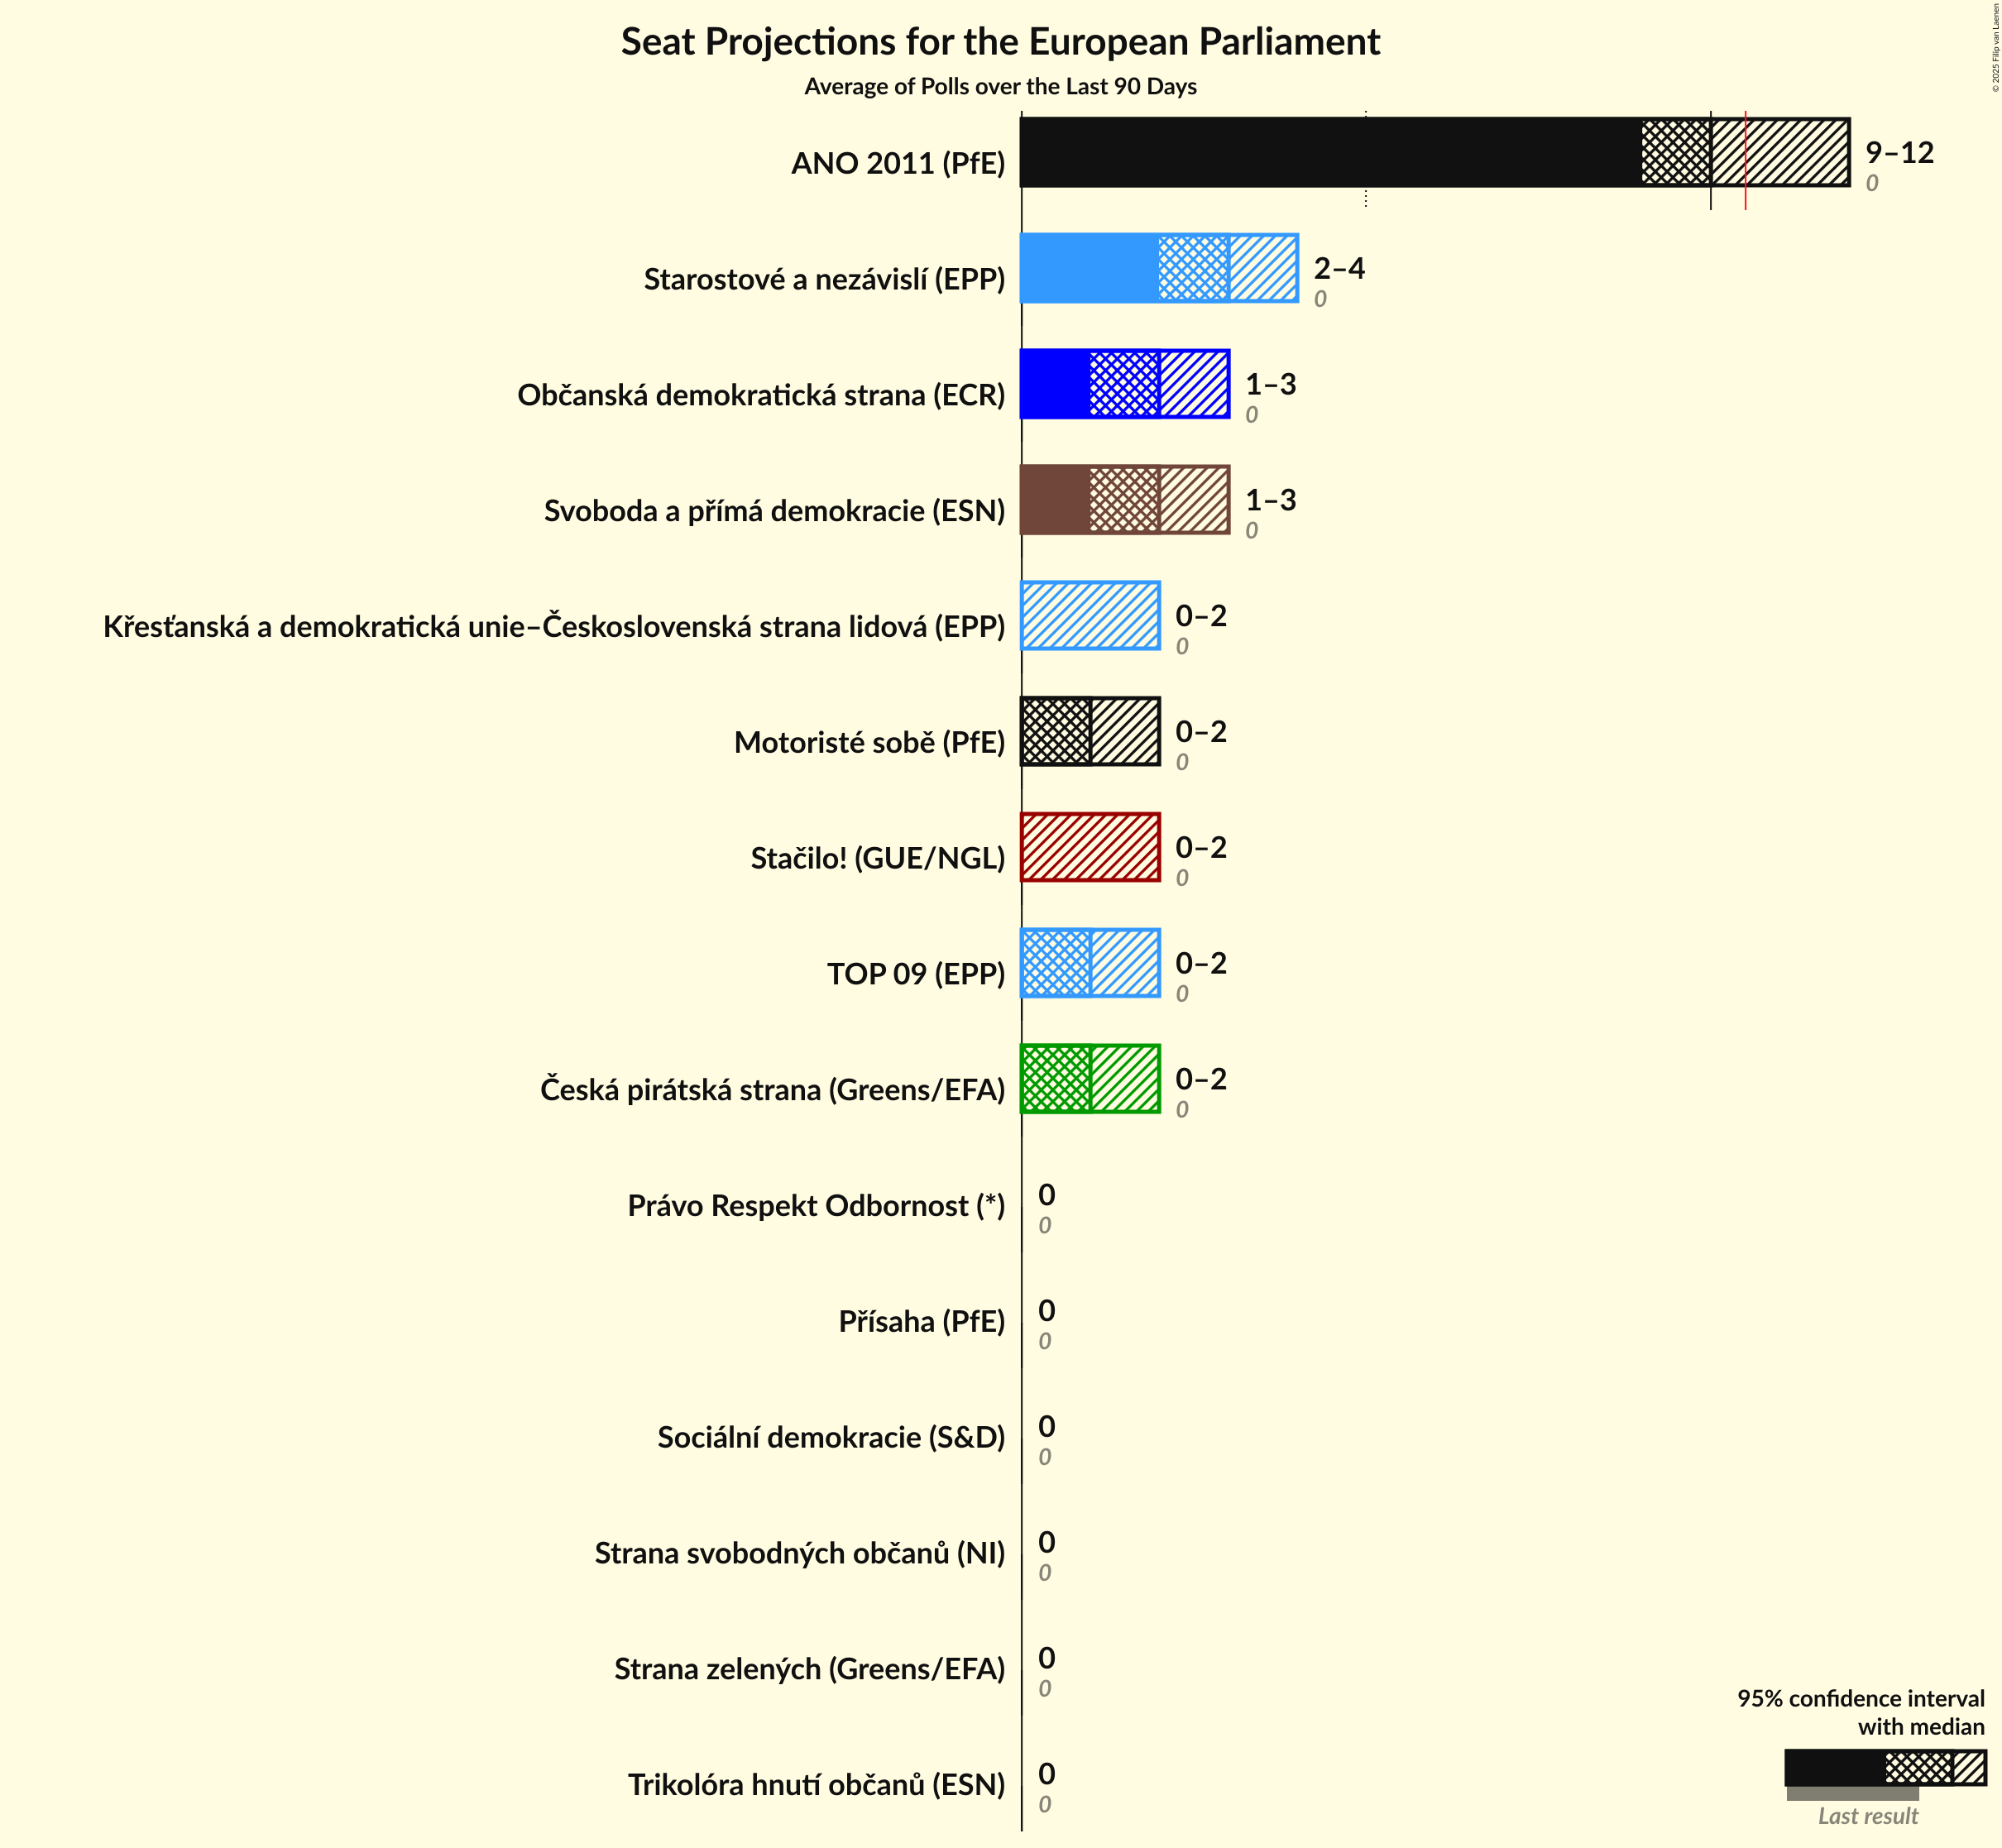 Seat Projections for the European Parliament
Average of Polls over the Last 90 Days
© 2025 Filip van Laenen
ANO 2011 (PfE)
9–12
0
Starostové a nezávislí (EPP)
2–4
0
Občanská demokratická strana (ECR)
1–3
0
Svoboda a přímá demokracie (ESN)
1–3
0
Křesťanská a demokratická unie–Československá strana lidová (EPP)
0–2
0
Motoristé sobě (PfE)
0–2
0
Stačilo! (GUE/NGL)
0–2
0
TOP 09 (EPP)
0–2
0
Česká pirátská strana (Greens/EFA)
0–2
0
Právo Respekt Odbornost (*)
0
0
Přísaha (PfE)
0
0
Sociální demokracie (S&D)
0
0
Strana svobodných občanů (NI)
0
0
Strana zelených (Greens/EFA)
0
0
Trikolóra hnutí občanů (ESN)
0
0
95% confidence interval
with median
Last result